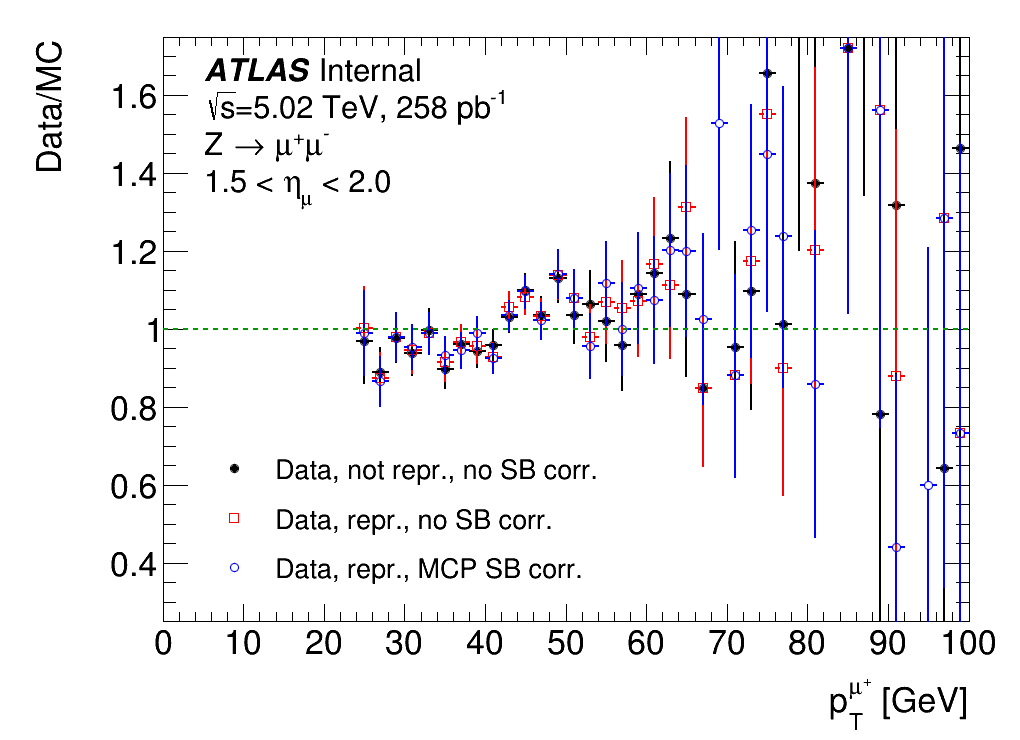 Data/MC
ATLAS Internal
√s=5.02 TeV, 258 pb⁻¹
Z → μ⁺μ⁻
1.5 < η_μ < 2.0
1.6
1.4
1.2
1
0.8
0.6
0.4
Data, not repr., no SB corr.
Data, repr., no SB corr.
Data, repr., MCP SB corr.
0 10 20 30 40 50 60 70 80 90 100
p_T^{μ⁺} [GeV]